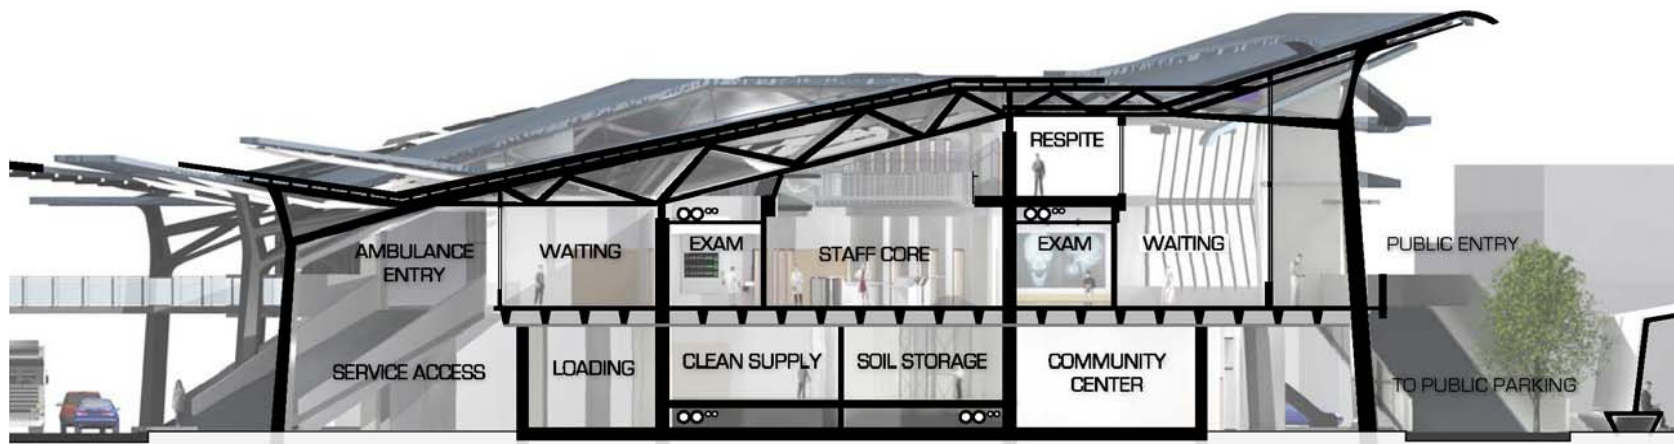 RESPITE
AMBULANCE
ENTRY
WAITING
EXAM
STAFF CORE
EXAM
WAITING
PUBLIC ENTRY
SERVICE ACCESS
LOADING
CLEAN SUPPLY
SOIL STORAGE
COMMUNITY
CENTER
TO PUBLIC PARKING